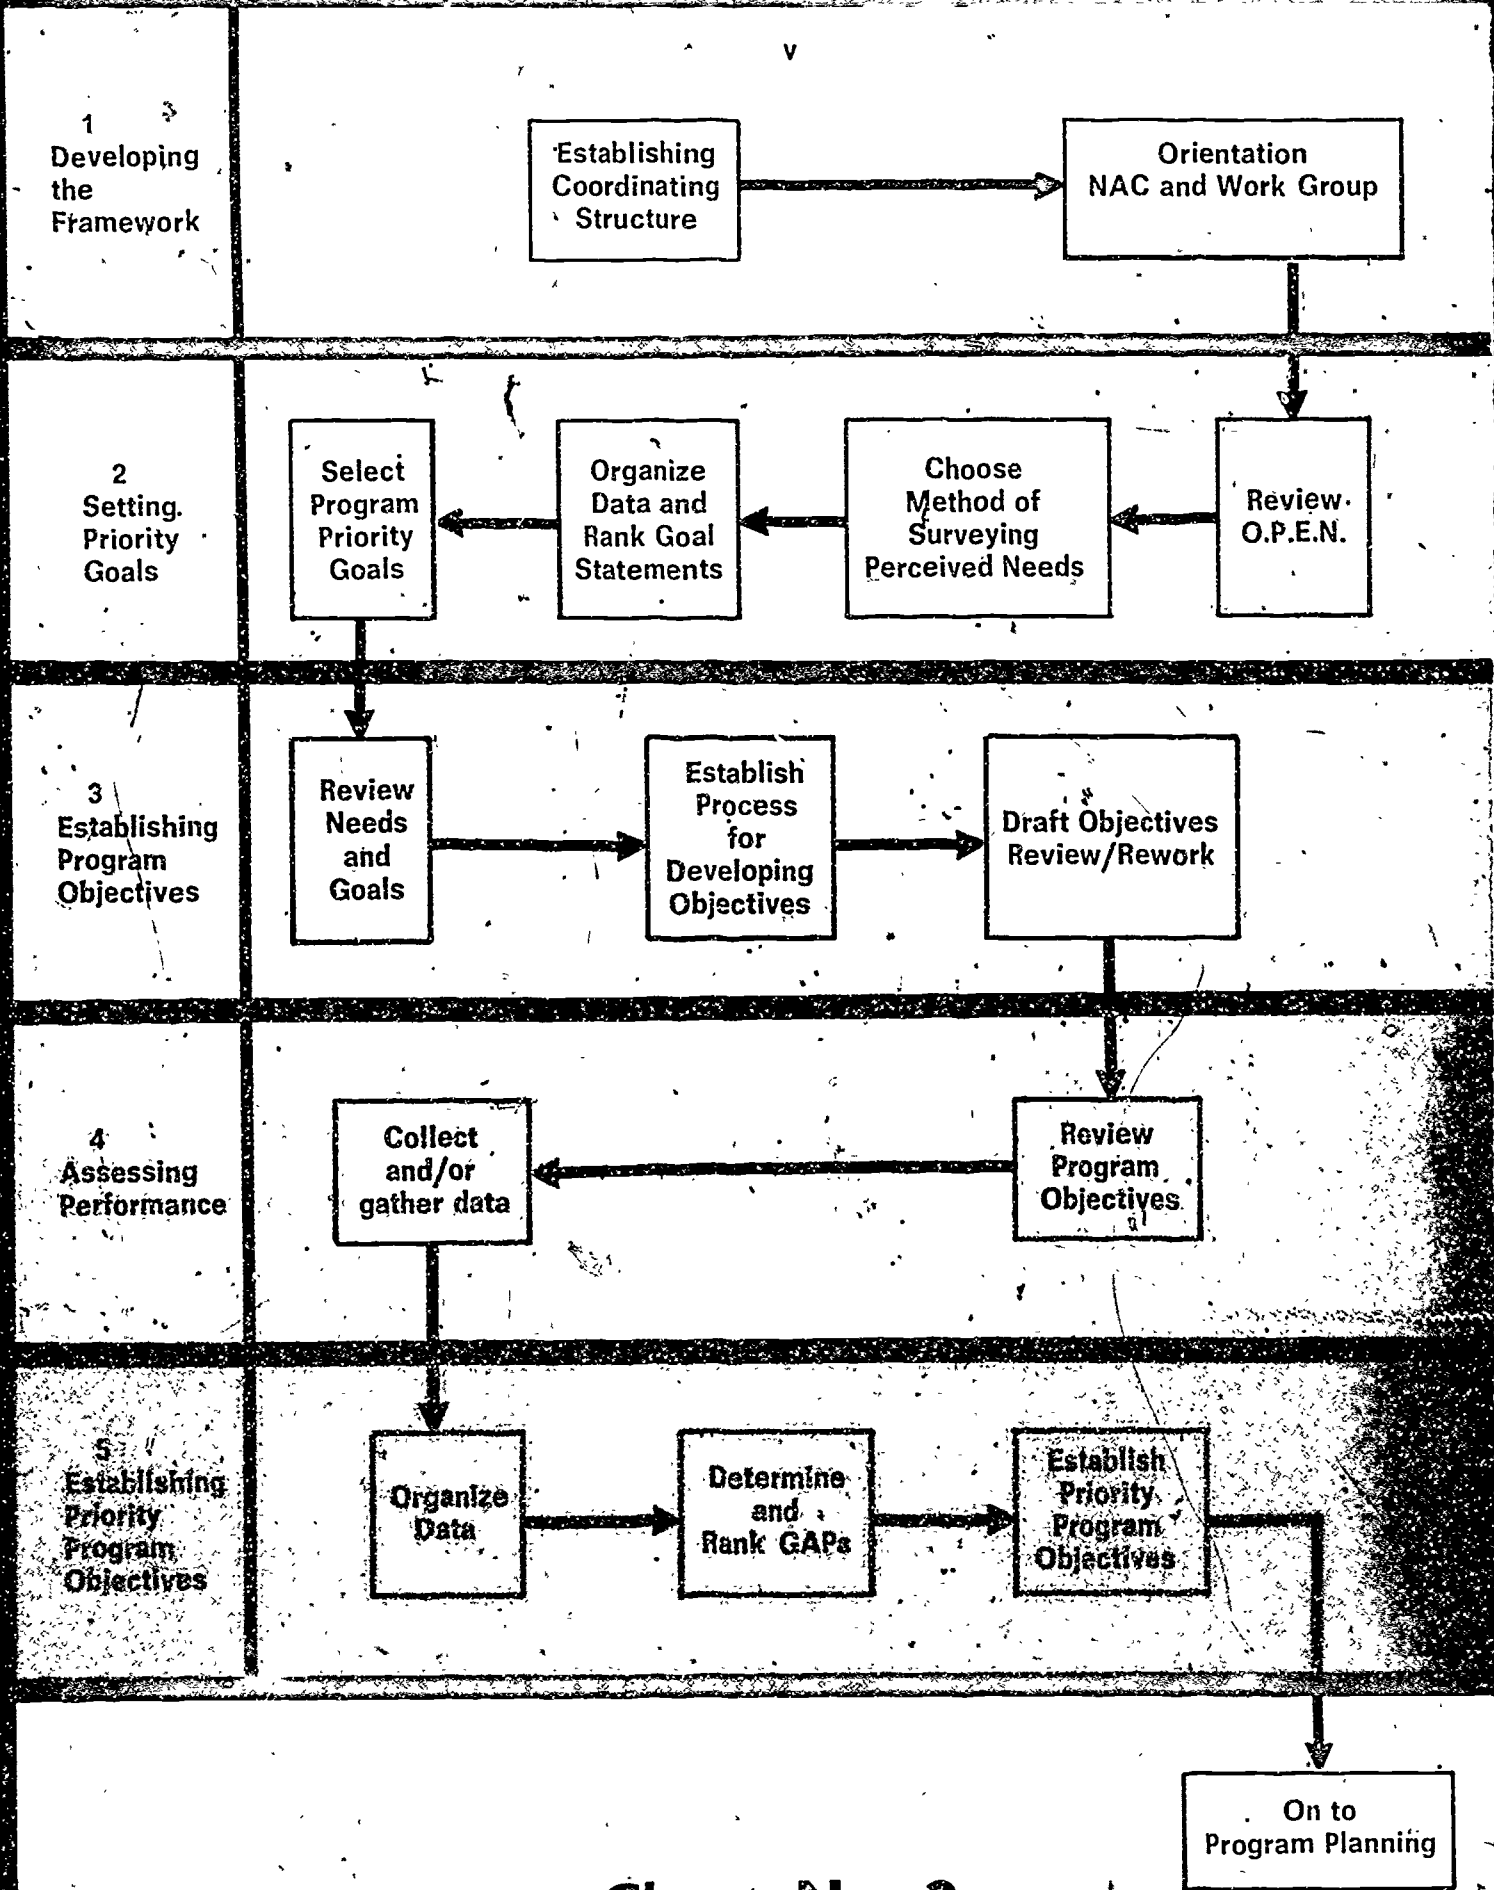 V
1
Developing
the
Framework
Establishing
Coordinating
Structure
Orientation
NAC and Work Group
2
Setting
Priority
Goals
Select
Program
Priority
Goals
Organize
Data and
Rank Goal
Statements
Choose
Method of
Surveying
Perceived Needs
Review
O.P.E.N.
3
Establishing
Program
Objectives
Review
Needs
and
Goals
Establish
Process
for
Developing
Objectives
Draft Objectives
Review/Rework
4
Assessing
Performance
Collect
and/or
gather data
Review
Program
Objectives
5
Establishing
Priority
Program
Objectives
Organize
Data
Determine
and
Rank GAPs
Establish
Priority
Program
Objectives
On to
Program Planning